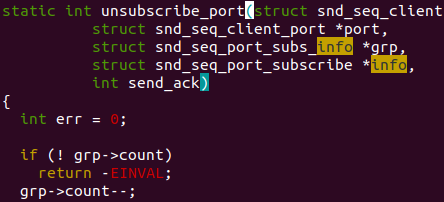 static int unsubscribe_port(struct snd_seq_client
struct snd_seq_client_port *port,
struct snd_seq_port_subs_info *grp,
struct snd_seq_port_subscribe *info,
int send_ack)
{
int err = 0;
if (! grp->count)
return -EINVAL;
grp->count--;